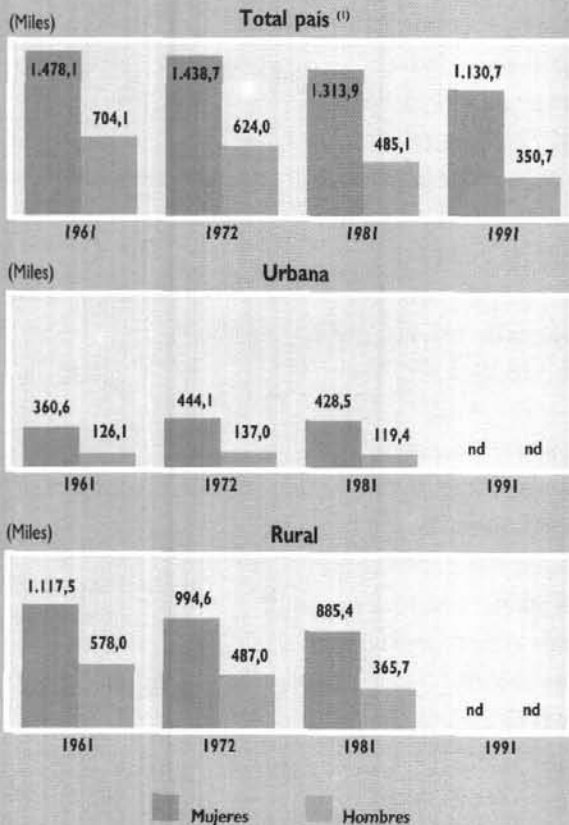 (Miles) Total país (1)
1.478,1 1.438,7 1.313,9 1.130,7
704,1 624,0 485,1 350,7
1961 1972 1981 1991
(Miles) Urbana
360,6 126,1 444,1 137,0 428,5 119,4 nd nd
1961 1972 1981 1991
(Miles) Rural
1.117,5 578,0 994,6 487,0 885,4 365,7 nd nd
1961 1972 1981 1991
Mujeres Hombres